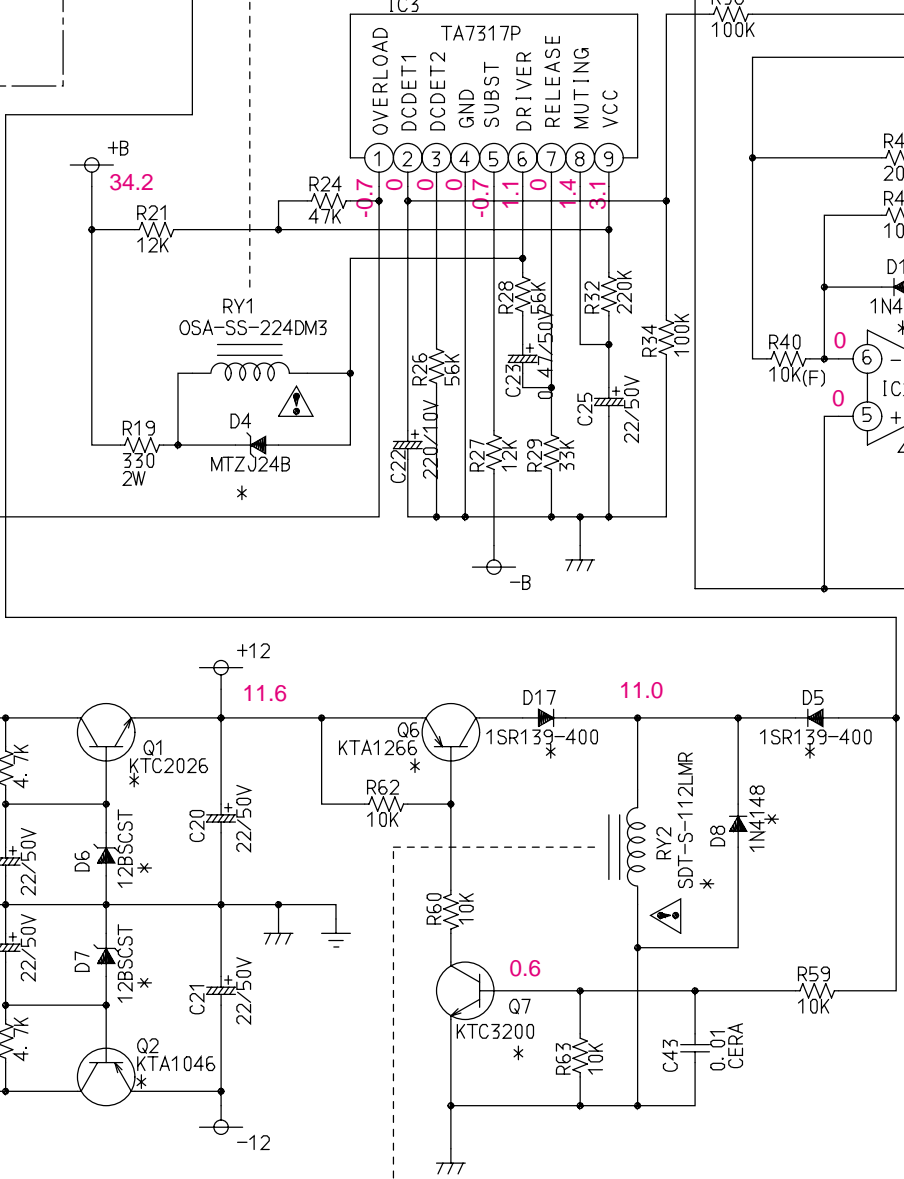 IC3
100K
TA7317P
OVERLOAD
DCDET1
DCDET2
GND
SUBST
DRIVER
RELEASE
MUTING
VCC
1 2 3 4 5 6 7 8 9
-0.7
0
0
0
-0.7
1.1
0
1.4
3.1
+B
34.2
R24
47K
R21
12K
RY1
OSA-SS-224DM3
R19
330
2W
D4
MTZJ24B
*
R26
56K
C22
220/10V
R27
12K
R28
56K
C23
0.47/50V
R29
33K
R32
220K
C25
22/50V
R34
100K
-B
R40
10K(F)
0
6
0
5
-
+
D1
1N4
+12
11.6
Q1
KTC2026
*
4.7K
22/50V
D6
12BSCST
*
C20
22/50V
22/50V
D7
12BSCST
*
C21
22/50V
4.7K
Q2
KTA1046
*
-12
Q6
KTA1266
*
R62
10K
D17
1SR139-400
*
11.0
D5
1SR139-400
*
RY2
SDT-S-112LMR
*
D8
1N4148
*
R60
10K
0.6
Q7
KTC3200
*
R63
10K
C43
0.01
CERA
R59
10K